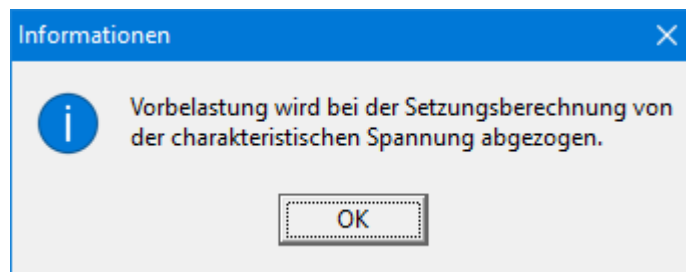 Informationen
Vorbelastung wird bei der Setzungsberechnung von
der charakteristischen Spannung abgezogen.
OK